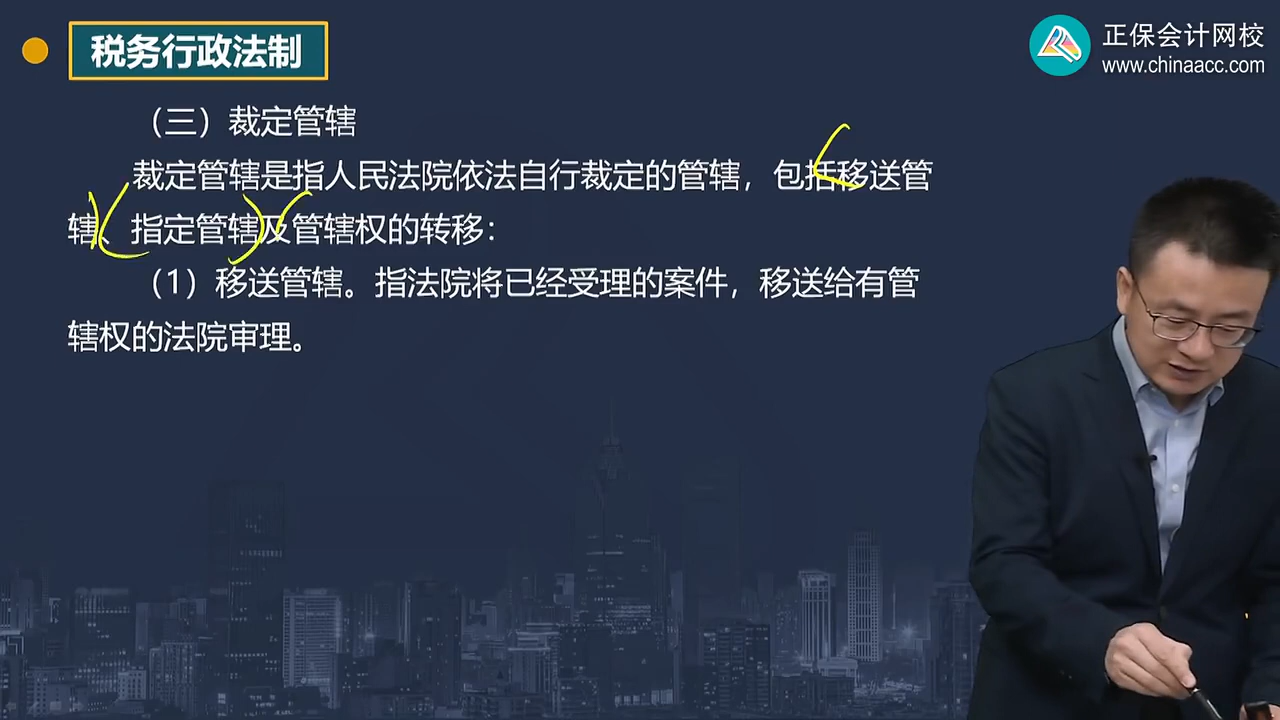 税务行政法制
正保会计网校
www.chinaacc.com
（三）裁定管辖
裁定管辖是指人民法院依法自行裁定的管辖，包括移送管
辖、指定管辖及管辖权的转移：
（1）移送管辖。指法院将已经受理的案件，移送给有管
辖权的法院审理。